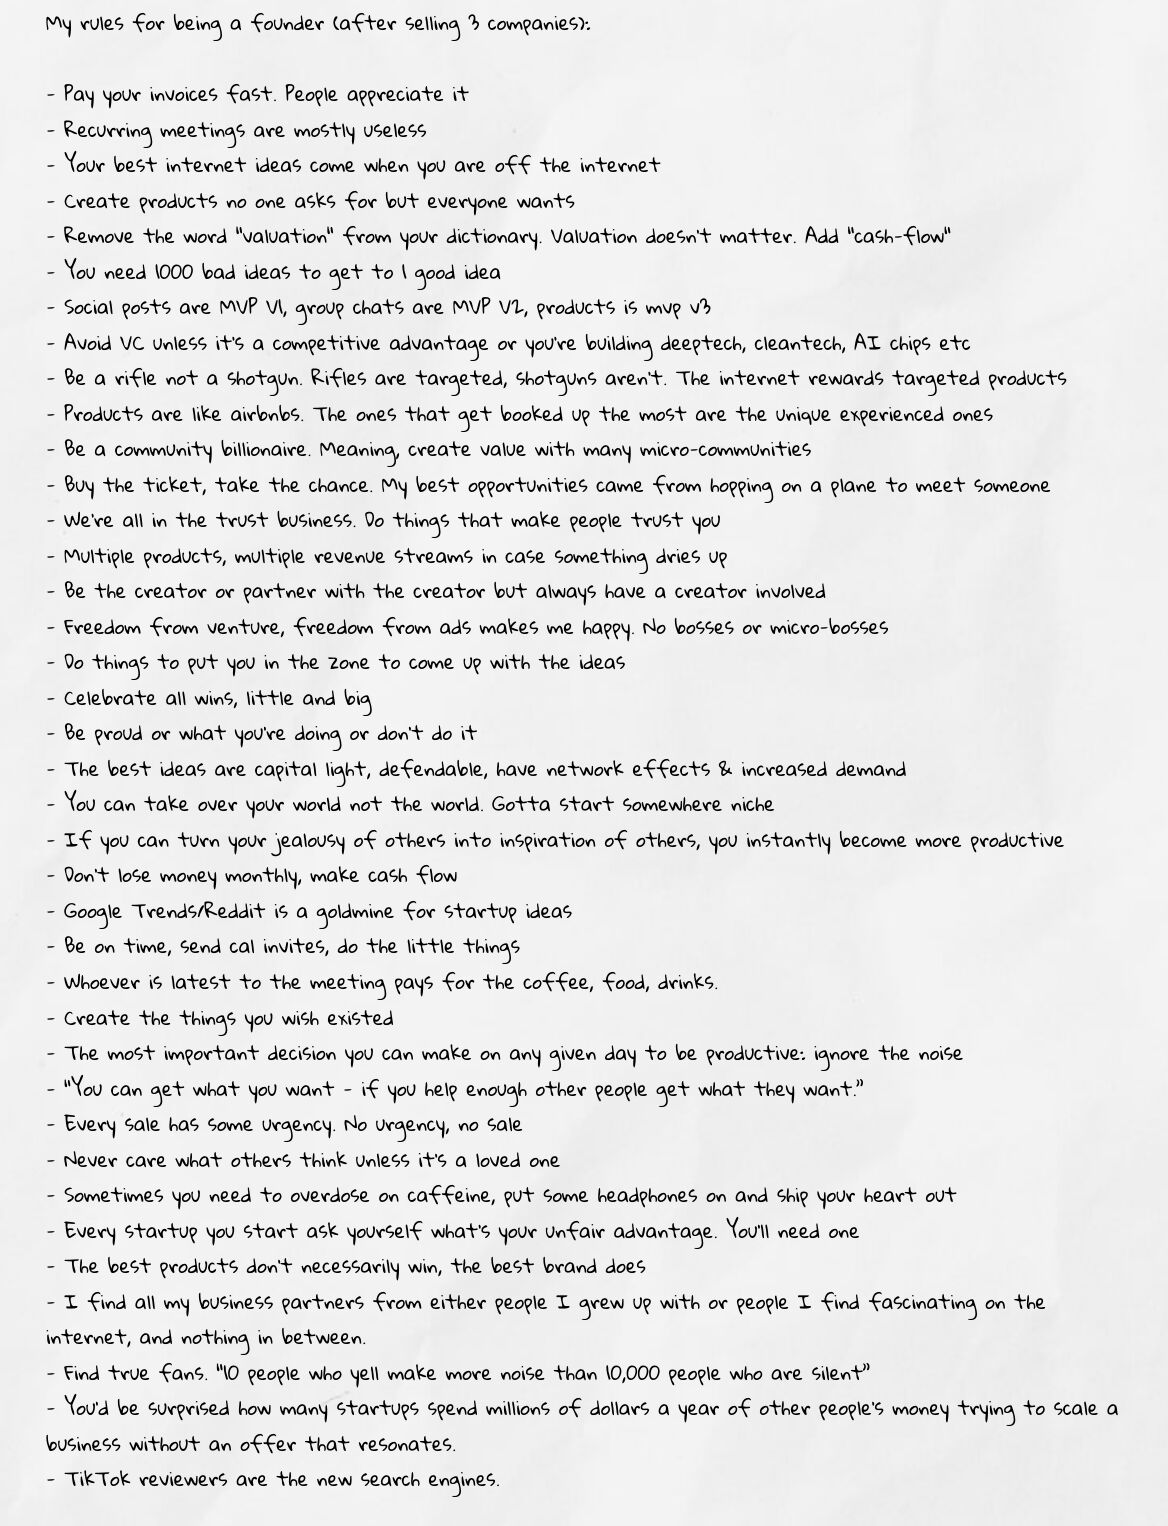 My rules for being a founder (after selling 3 companies):
- Pay your invoices fast. People appreciate it
- Recurring meetings are mostly useless
- Your best internet ideas come when you are off the internet
- Create products no one asks for but everyone wants
- Remove the word "valuation" from your dictionary. Valuation doesn't matter. Add "cash-flow"
- You need 1000 bad ideas to get to 1 good idea
- Social posts are MVP V1, group chats are MVP V2, products is mvp v3
- Avoid VC unless it's a competitive advantage or you're building deeptech, cleantech, AI chips etc
- Be a rifle not a shotgun. Rifles are targeted, shotguns aren't. The internet rewards targeted products
- Products are like airbnbs. The ones that get booked up the most are the unique experienced ones
- Be a community billionaire. Meaning, create value with many micro-communities
- Buy the ticket, take the chance. My best opportunities came from hopping on a plane to meet someone
- We're all in the trust business. Do things that make people trust you
- Multiple products, multiple revenue streams in case something dries up
- Be the creator or partner with the creator but always have a creator involved
- Freedom from venture, freedom from ads makes me happy. No bosses or micro-bosses
- Do things to put you in the zone to come up with the ideas
- Celebrate all wins, little and big
- Be proud or what you're doing or don't do it
- The best ideas are capital light, defendable, have network effects & increased demand
- You can take over your world not the world. Gotta start somewhere niche
- If you can turn your jealousy of others into inspiration of others, you instantly become more productive
- Don't lose money monthly, make cash flow
- Google Trends/Reddit is a goldmine for startup ideas
- Be on time, send cal invites, do the little things
- Whoever is latest to the meeting pays for the coffee, food, drinks.
- Create the things you wish existed
- The most important decision you can make on any given day to be productive: ignore the noise
- "You can get what you want - if you help enough other people get what they want."
- Every sale has some urgency. No urgency, no sale
- Never care what others think unless it's a loved one
- Sometimes you need to overdose on caffeine, put some headphones on and ship your heart out
- Every startup you start ask yourself what's your unfair advantage. You'll need one
- The best products don't necessarily win, the best brand does
- I find all my business partners from either people I grew up with or people I find fascinating on the
internet, and nothing in between.
- Find true fans. "10 people who yell make more noise than 10,000 people who are silent"
- You'd be surprised how many startups spend millions of dollars a year of other people's money trying to scale a
business without an offer that resonates.
- TikTok reviewers are the new search engines.